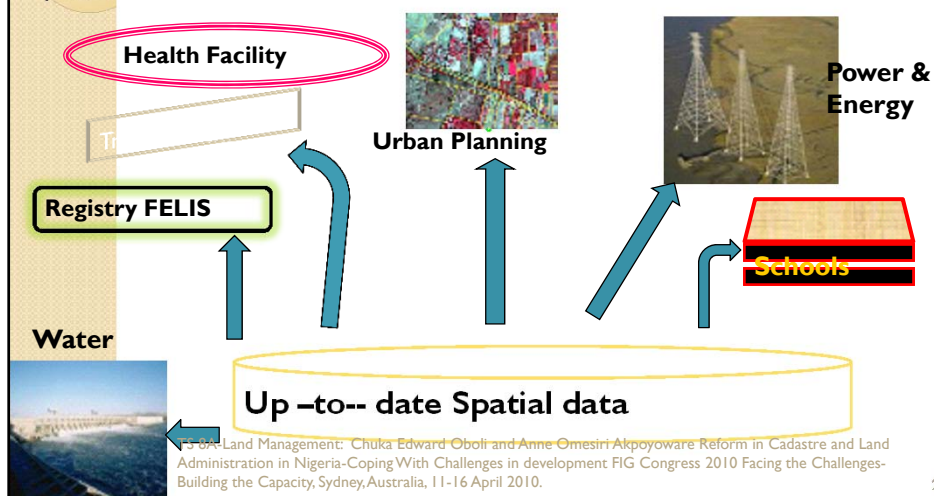 Health Facility
Power &
Energy
Urban Planning
Registry FELIS
Schools
Water
Up –to-- date Spatial data
TS 8A-Land Management: Chuka Edward Oboli and Anne Omesiri Akpoyoware Reform in Cadastre and Land
Administration in Nigeria-Coping With Challenges in development FIG Congress 2010 Facing the Challenges-
Building the Capacity, Sydney, Australia, 11-16 April 2010.